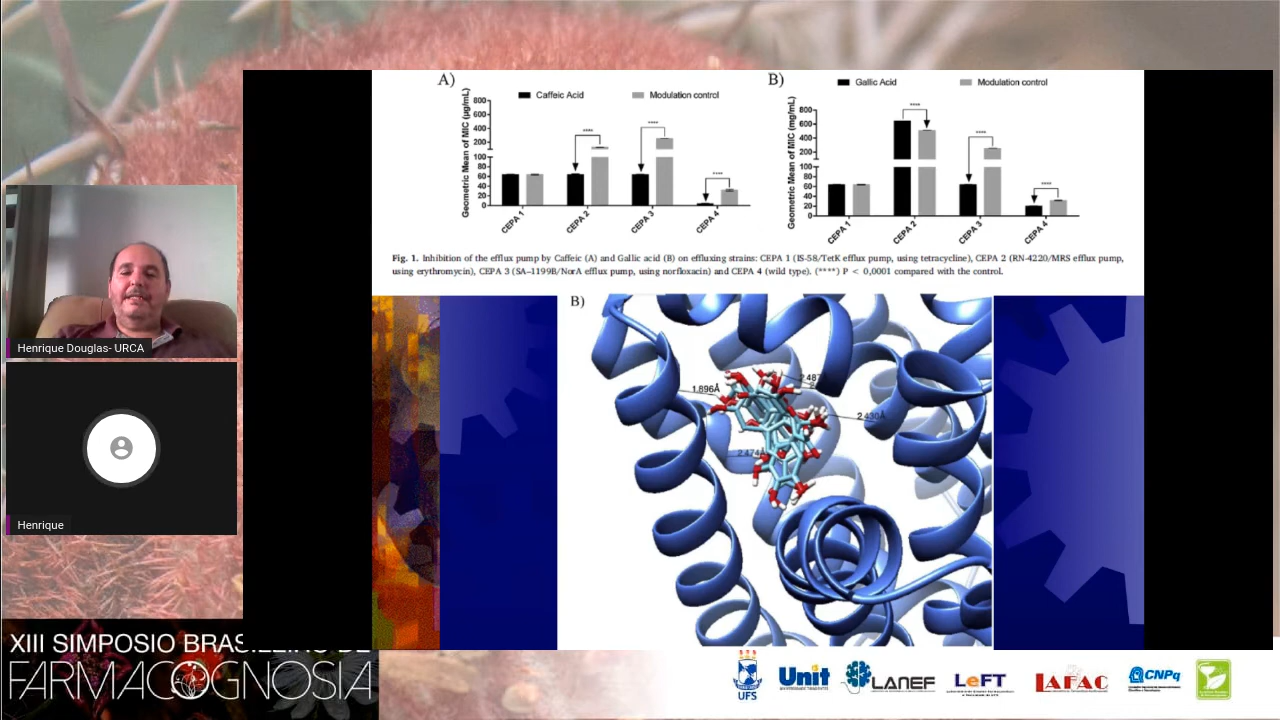 A)
Caffeic Acid
Modulation control
Geometric Mean of MIC (µg/mL)
800
600
400
200
100
80
60
40
20
0
****
****
****
CEPA 1
CEPA 2
CEPA 3
CEPA 4
B)
Gallic Acid
Modulation control
Geometric Mean of MIC (mg/mL)
800
600
400
200
100
80
60
40
20
0
****
****
****
CEPA 1
CEPA 2
CEPA 3
CEPA 4
Fig. 1. Inhibition of the efflux pump by Caffeic (A) and Gallic acid (B) on effluxing strains: CEPA 1 (IS-58/TetK efflux pump, using tetracycline), CEPA 2 (RN-4220/MRS efflux pump,
using erythromycin), CEPA 3 (SA–1199B/NorA efflux pump, using norfloxacin) and CEPA 4 (wild type). (****) P < 0,0001 compared with the control.
B)
1.896Å
2.487
2.430Å
2.474Å
Henrique Douglas- URCA
Henrique
XIII SIMPOSIO BRASILEIRO DE
FARMACOGNOSIA
UFS
Unit
LANEF
LeFT
LAFAC
CNPq